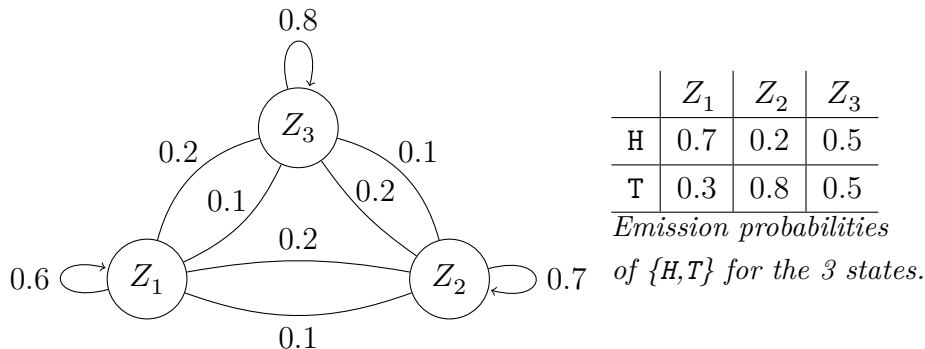 0.8
Z₃
0.2
0.1
0.1
0.2
0.2
0.6
Z₁
Z₂
0.7
0.1
Z₁ Z₂ Z₃
H 0.7 0.2 0.5
T 0.3 0.8 0.5
Emission probabilities
of {H,T} for the 3 states.